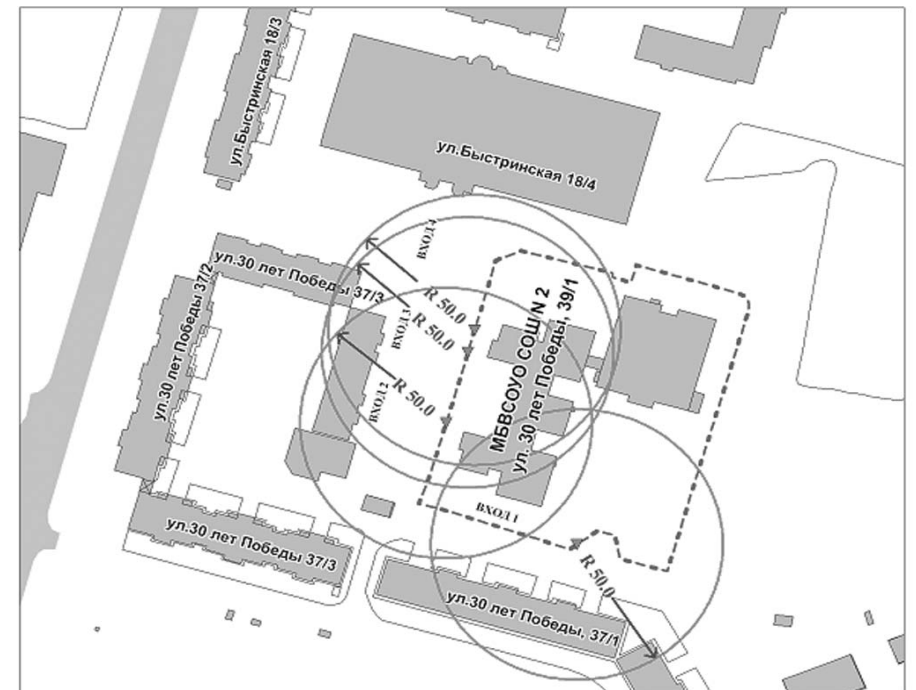 ул.Быстринская 18/3
ул.Быстринская 18/4
ВХОД 4
ул.30 лет Победы 37/3
ул.30 лет Победы 37/2
R 50.0
R 50.0
ВХОД 3
R 50.0
ВХОД 2
МБВСОУО СОШ N 2
ул. 30 лет Победы, 39/1
ВХОД 1
ул.30 лет Победы 37/3
R 50.0
ул.30 лет Победы, 37/1